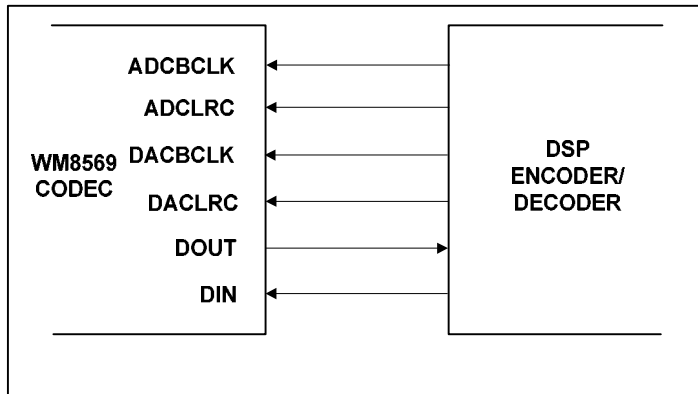 ADCBCLK
ADCLRC
WM8569
CODEC
DACBCLK
DACLRC
DOUT
DIN
DSP
ENCODER/
DECODER